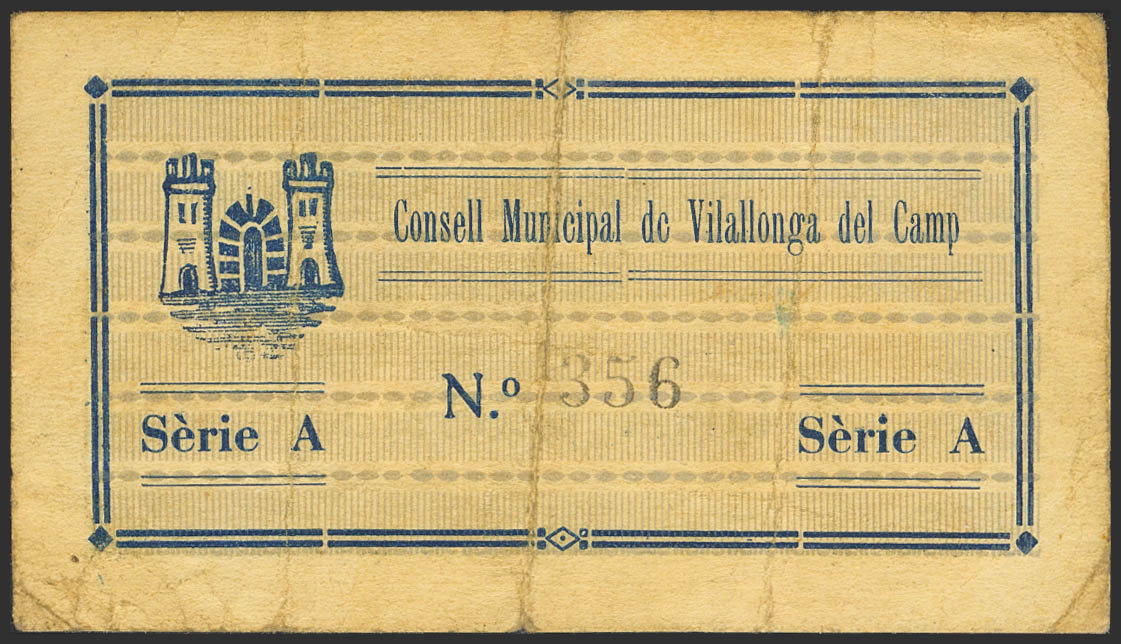 Consell Municipal de Vilallonga del Camp
N.º 356
Sèrie A
Sèrie A